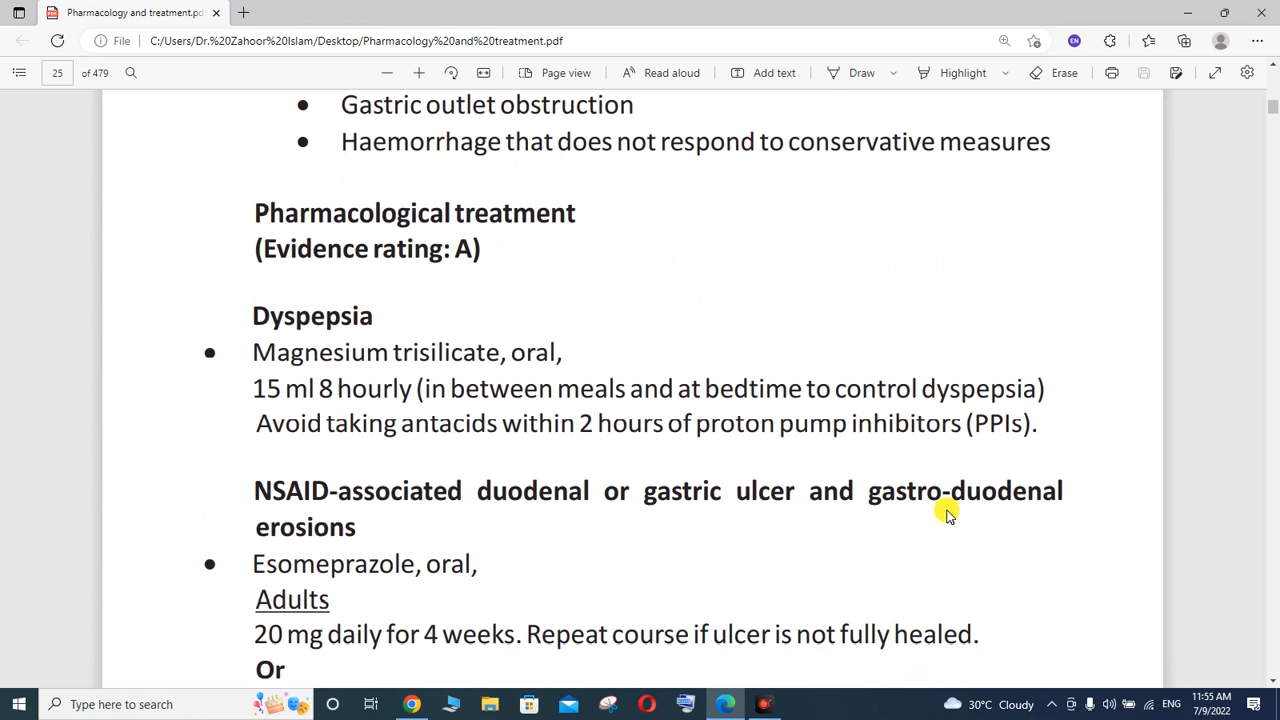 Pharmacology and treatment.pd
File
C:/Users/Dr.%20Zahoor%20Islam/Desktop/Pharmacology%20and%20treatment.pdf
EN
25 of 479
Page view
Read aloud
Add text
Draw
Highlight
Erase
• Gastric outlet obstruction
• Haemorrhage that does not respond to conservative measures
Pharmacological treatment
(Evidence rating: A)
Dyspepsia
• Magnesium trisilicate, oral,
15 ml 8 hourly (in between meals and at bedtime to control dyspepsia)
Avoid taking antacids within 2 hours of proton pump inhibitors (PPIs).
NSAID-associated duodenal or gastric ulcer and gastro-duodenal
erosions
• Esomeprazole, oral,
Adults
20 mg daily for 4 weeks. Repeat course if ulcer is not fully healed.
Or
Type here to search
30°C Cloudy
ENG
11:55 AM
7/9/2022